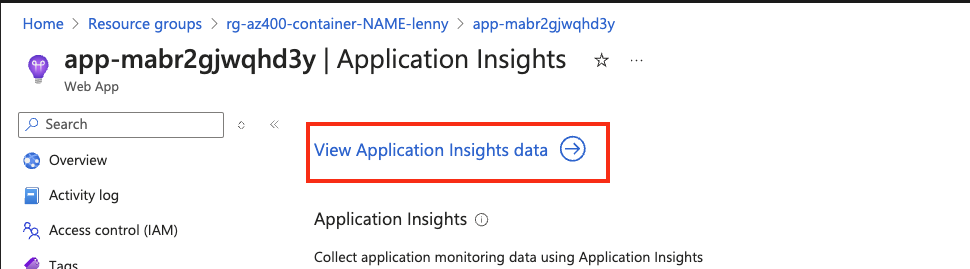 Home > Resource groups > rg-az400-container-NAME-lenny > app-mabr2gjwqhd3y
app-mabr2gjwqhd3y | Application Insights
Web App
Search
View Application Insights data
Overview
Activity log
Application Insights
Access control (IAM)
Collect application monitoring data using Application Insights
Tags